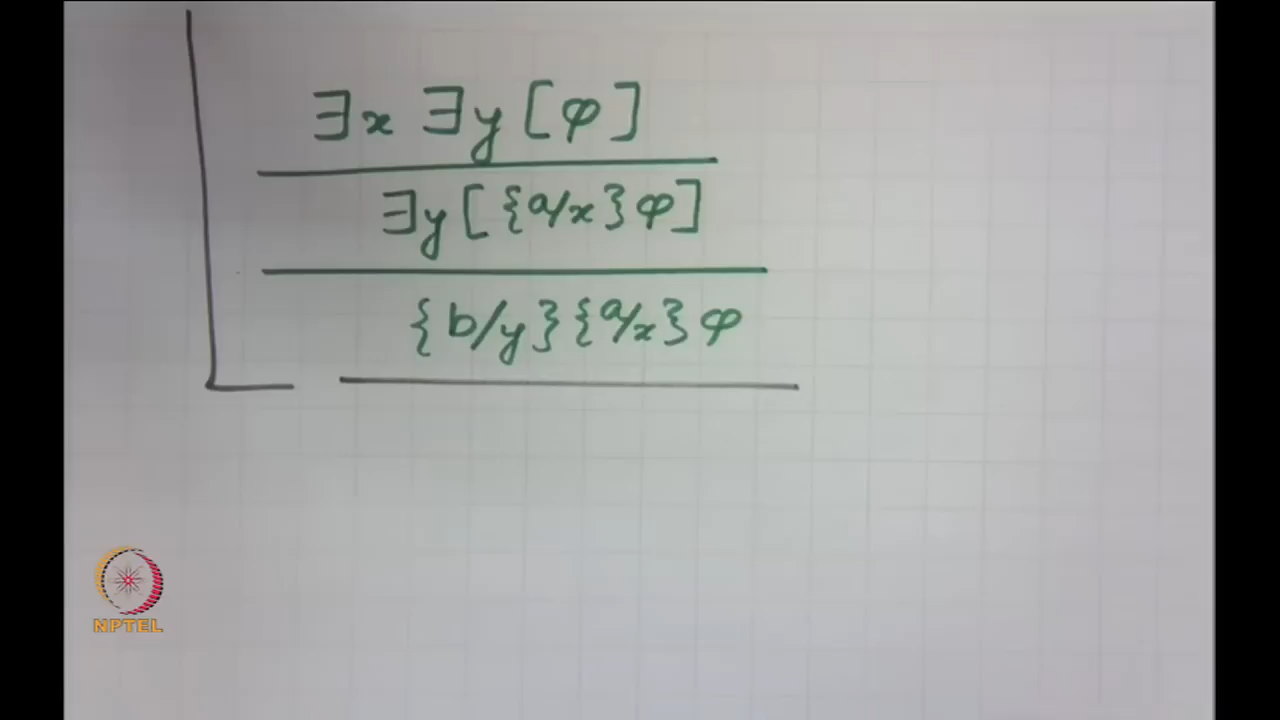 ∃x ∃y [φ]
∃y [{a/x} φ]
{b/y} {a/x} φ
NPTEL